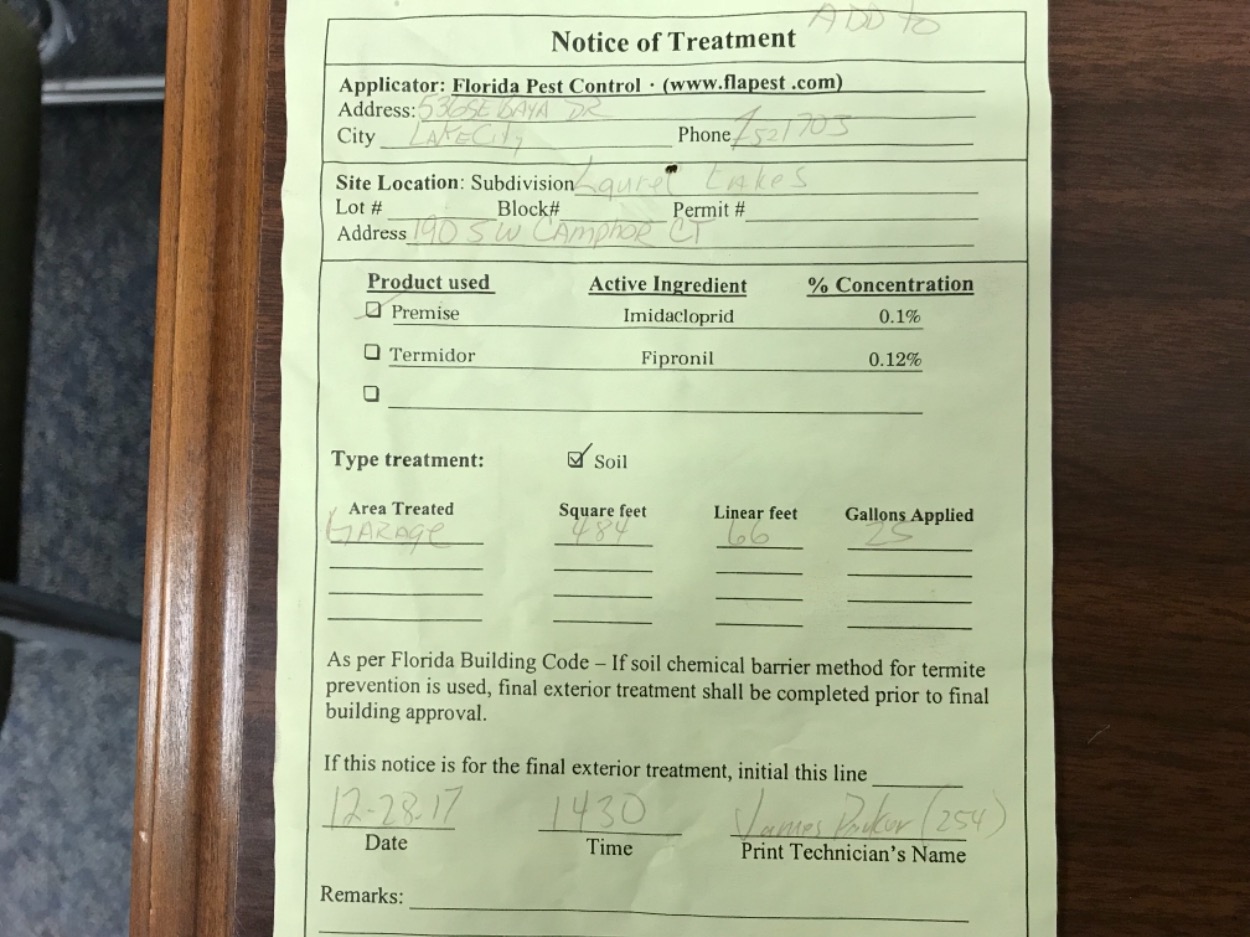 ADD to
Notice of Treatment
Applicator: Florida Pest Control · (www.flapest .com)
Address: 536 SE BAYA DR
City LAKE City Phone 7521703
Site Location: Subdivision Laurel Lakes
Lot # Block# Permit #
Address 190 SW CAmphor CT
Product used Active Ingredient % Concentration
Premise Imidacloprid 0.1%
Termidor Fipronil 0.12%
Type treatment: Soil
Area Treated Square feet Linear feet Gallons Applied
GARAGE 484 66 25
As per Florida Building Code – If soil chemical barrier method for termite
prevention is used, final exterior treatment shall be completed prior to final
building approval.
If this notice is for the final exterior treatment, initial this line
12-28-17 1430 James Parker (254)
Date Time Print Technician's Name
Remarks: